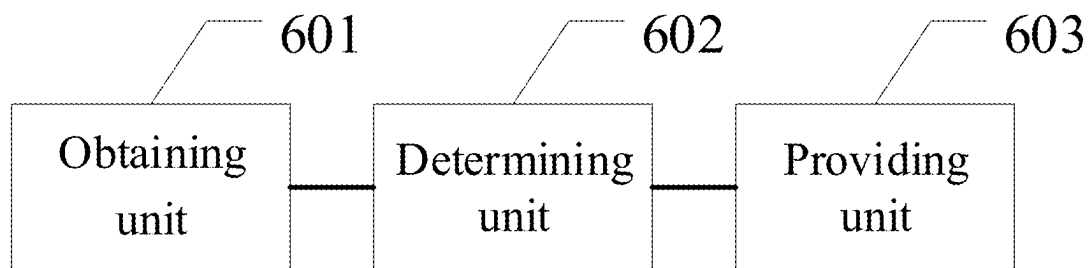 601
602
603
Obtaining
unit
Determining
unit
Providing
unit